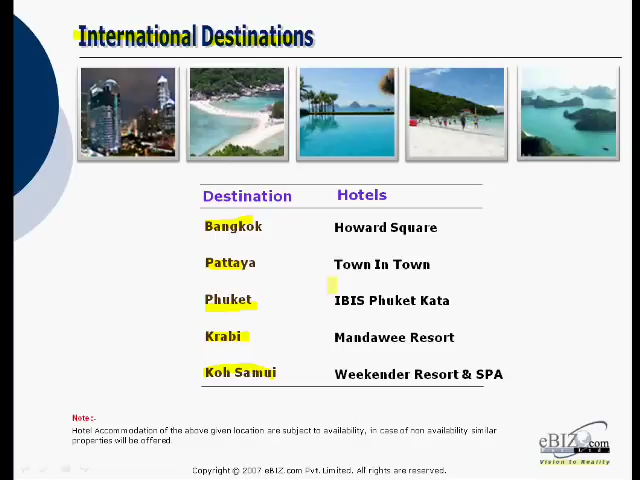 International Destinations
Destination Hotels
Bangkok Howard Square
Pattaya Town In Town
Phuket IBIS Phuket Kata
Krabi Mandawee Resort
Koh Samui Weekender Resort & SPA
Note :-
Hotel Accommodation of the above given location are subject to availability, in case of non availability similar
properties will be offered.
eBIZ.com
Pvt Ltd
Vision to Reality
Copyright © 2007 eBIZ.com Pvt. Limited. All rights are reserved.